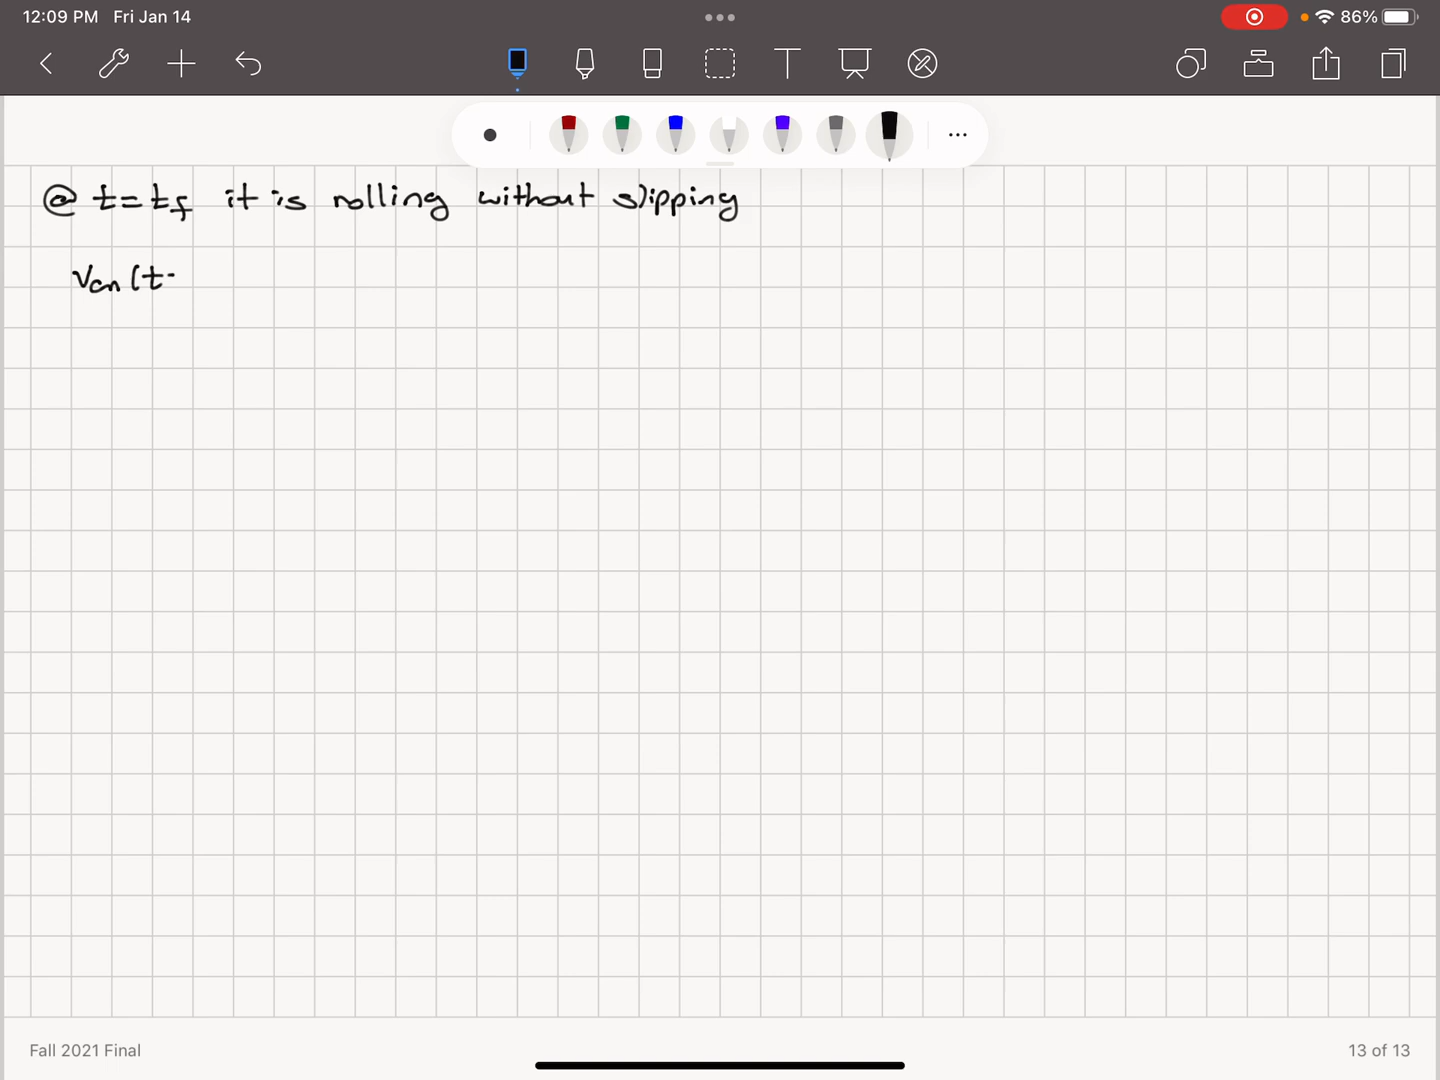 12:09 PM Fri Jan 14
86%
@ t = tf it is rolling without slipping
Vcm (t-
Fall 2021 Final
13 of 13